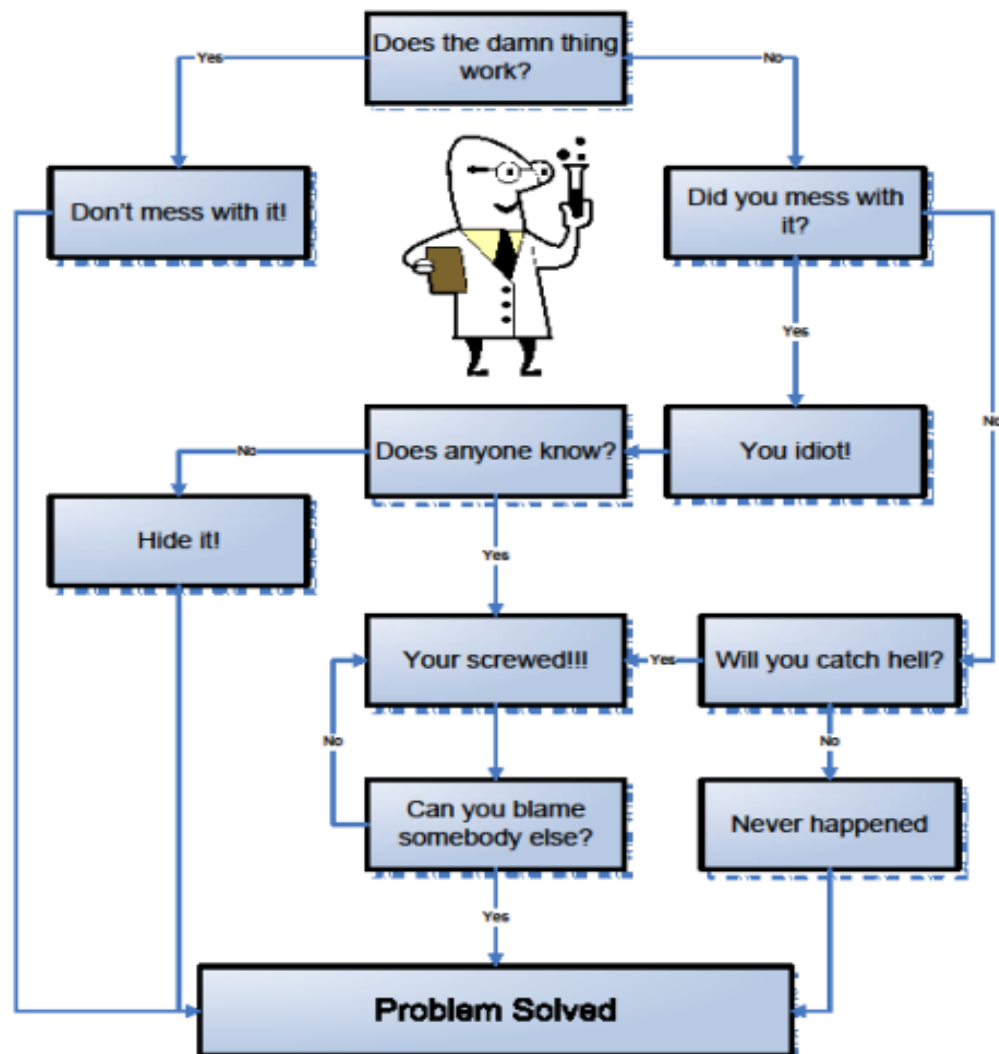 Does the damn thing
work?
Yes
No
Don't mess with it!
Did you mess with
it?
Yes
No
Does anyone know?
You idiot!
No
Hide it!
Yes
Your screwed!!!
Yes
Will you catch hell?
No
No
Can you blame
somebody else?
Never happened
Yes
Problem Solved